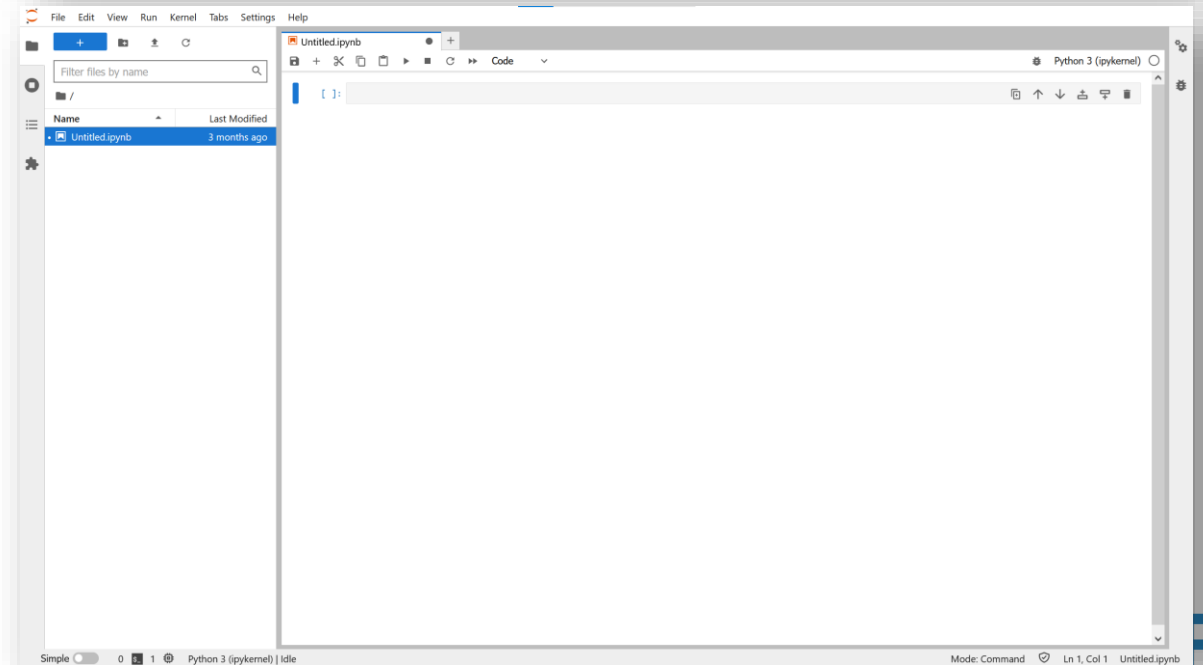 File Edit View Run Kernel Tabs Settings Help
Untitled.ipynb
Code
Python 3 (ipykernel)
Filter files by name
/
Name Last Modified
Untitled.ipynb 3 months ago
[ ]:
Simple 0 1 Python 3 (ipykernel) | Idle
Mode: Command Ln 1, Col 1 Untitled.ipynb